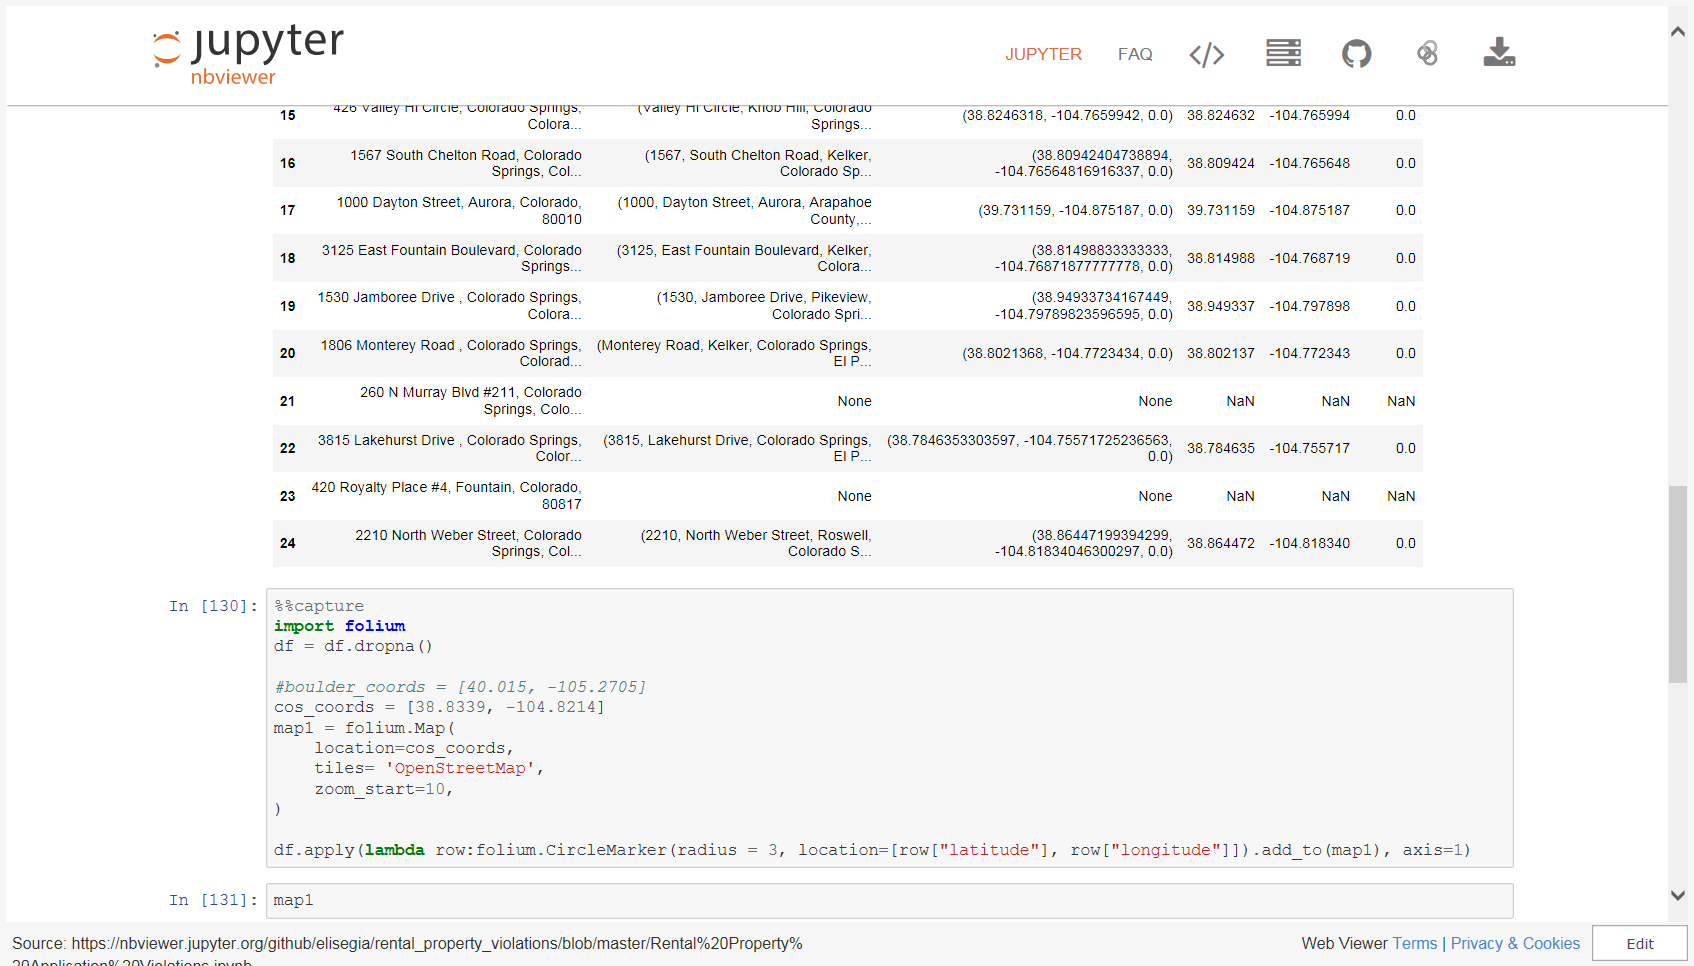 jupyter
nbviewer
JUPYTER FAQ
15 426 Valley Hi Circle, Colorado Springs, (Valley Hi Circle, Knob Hill, Colorado (38.8246318, -104.7659942, 0.0) 38.824632 -104.765994 0.0
Colora... Springs...
1567 South Chelton Road, Colorado (1567, South Chelton Road, Kelker, (38.80942404738894,
16 38.809424 -104.765648 0.0
Springs, Col... Colorado Sp... -104.76564816916337, 0.0)
1000 Dayton Street, Aurora, Colorado, (1000, Dayton Street, Aurora, Arapahoe
17 (39.731159, -104.875187, 0.0) 39.731159 -104.875187 0.0
80010 County,...
3125 East Fountain Boulevard, Colorado (3125, East Fountain Boulevard, Kelker, (38.81498833333333,
18 38.814988 -104.768719 0.0
Springs... Colora... -104.76871877777778, 0.0)
1530 Jamboree Drive , Colorado Springs, (1530, Jamboree Drive, Pikeview, (38.94933734167449,
19 38.949337 -104.797898 0.0
Colora... Colorado Spri... -104.79789823596595, 0.0)
1806 Monterey Road , Colorado Springs, (Monterey Road, Kelker, Colorado Springs,
20 (38.8021368, -104.7723434, 0.0) 38.802137 -104.772343 0.0
Colorad... El P...
260 N Murray Blvd #211, Colorado
21 None None NaN NaN NaN
Springs, Colo...
3815 Lakehurst Drive , Colorado Springs, (3815, Lakehurst Drive, Colorado Springs, (38.7846353303597, -104.75571725236563,
22 38.784635 -104.755717 0.0
Color... El P... 0.0)
420 Royalty Place #4, Fountain, Colorado,
23 None None NaN NaN NaN
80817
2210 North Weber Street, Colorado (2210, North Weber Street, Roswell, (38.86447199394299,
24 38.864472 -104.818340 0.0
Springs, Col... Colorado S... -104.81834046300297, 0.0)
In [130]: %%capture
import folium
df = df.dropna()
#boulder_coords = [40.015, -105.2705]
cos_coords = [38.8339, -104.8214]
map1 = folium.Map(
location=cos_coords,
tiles= 'OpenStreetMap',
zoom_start=10,
)
df.apply(lambda row:folium.CircleMarker(radius = 3, location=[row["latitude"], row["longitude"]]).add_to(map1), axis=1)
In [131]: map1
Source: https://nbviewer.jupyter.org/github/elisegia/rental_property_violations/blob/master/Rental%20Property% Web Viewer Terms | Privacy & Cookies Edit
20Application%20Violations.ipynb